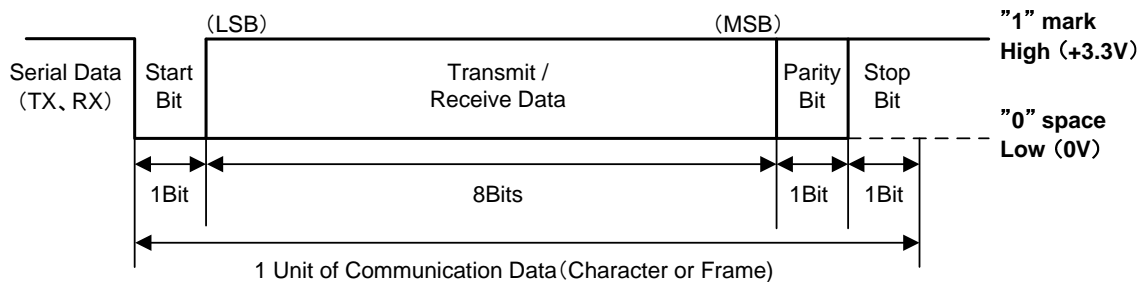 （LSB）
（MSB）
”1” mark
High（+3.3V）
Serial Data
（TX、RX）
Start
Bit
Transmit /
Receive Data
Parity
Bit
Stop
Bit
”0” space
Low（0V）
1Bit
8Bits
1Bit
1Bit
1 Unit of Communication Data（Character or Frame)